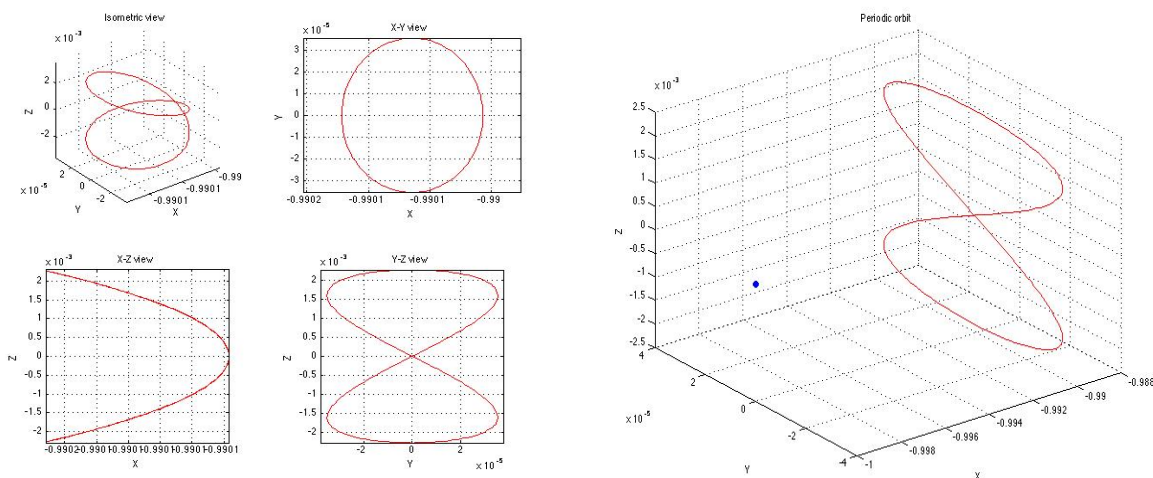 Isometric view
x 10⁻³
2
0
-2
Z
x 10⁻⁵
2
0
-2
Y
-0.9901
-0.9901
-0.99
X
X-Y view
x 10⁻⁵
3
2
1
0
-1
-2
-3
Y
-0.9902
-0.9901
-0.9901
-0.99
X
X-Z view
x 10⁻³
2
1.5
1
0.5
0
-0.5
-1
-1.5
-2
Z
X
Y-Z view
x 10⁻³
2
1.5
1
0.5
0
-0.5
-1
-1.5
-2
Z
-2
0
2
x 10⁻⁵
Y
Periodic orbit
x 10⁻³
2.5
2
1.5
1
0.5
0
-0.5
-1
-1.5
-2
-2.5
Z
4
2
0
-2
-4
x 10⁻⁵
Y
-1
-0.998
-0.996
-0.994
-0.992
-0.99
-0.988
X